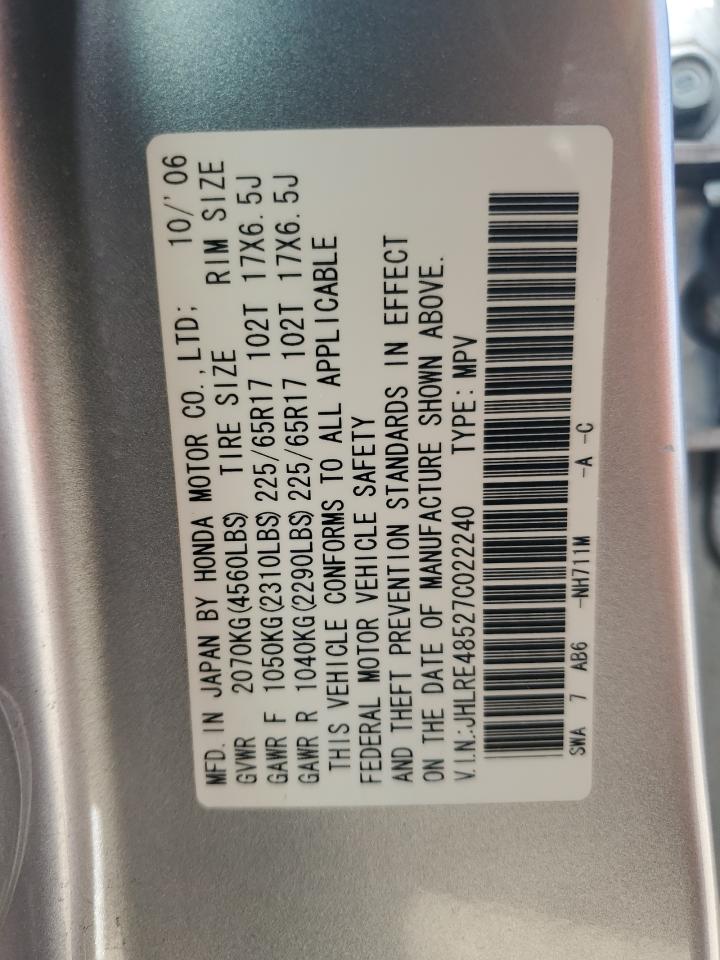 MFD. IN JAPAN BY HONDA MOTOR CO., LTD; 10/' 06
GVWR 2070KG(4560LBS) TIRE SIZE RIM SIZE
GAWR F 1050KG(2310LBS) 225/65R17 102T 17X6. 5J
GAWR R 1040KG(2290LBS) 225/65R17 102T 17X6. 5J
THIS VEHICLE CONFORMS TO ALL APPLICABLE
FEDERAL MOTOR VEHICLE SAFETY
AND THEFT PREVENTION STANDARDS IN EFFECT
ON THE DATE OF MANUFACTURE SHOWN ABOVE.
V.I.N.:JHLRE48527C022240 TYPE: MPV
SWA 7 AB6 -NH711M -A -C